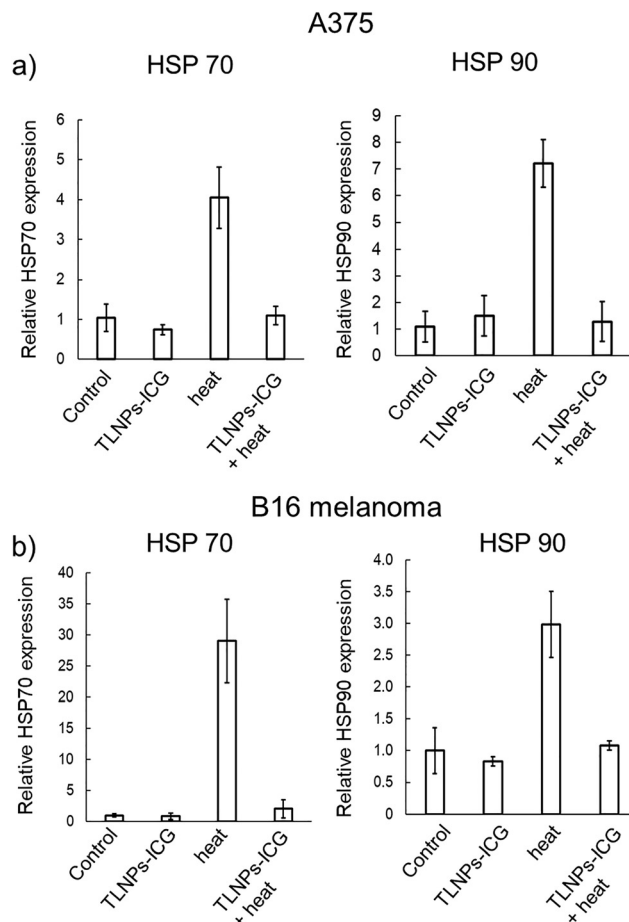 A375
a)
HSP 70
HSP 90
Relative HSP70 expression
6
5
4
3
2
1
0
Control
TLNPs-ICG
heat
TLNPs-ICG
+ heat
Relative HSP90 expression
9
8
7
6
5
4
3
2
1
0
Control
TLNPs-ICG
heat
TLNPs-ICG
+ heat
B16 melanoma
b)
HSP 70
HSP 90
Relative HSP70 expression
40
35
30
25
20
15
10
5
0
Control
TLNPs-ICG
heat
TLNPs-ICG
+ heat
Relative HSP90 expression
4.0
3.5
3.0
2.5
2.0
1.5
1.0
0.5
0
Control
TLNPs-ICG
heat
TLNPs-ICG
+ heat